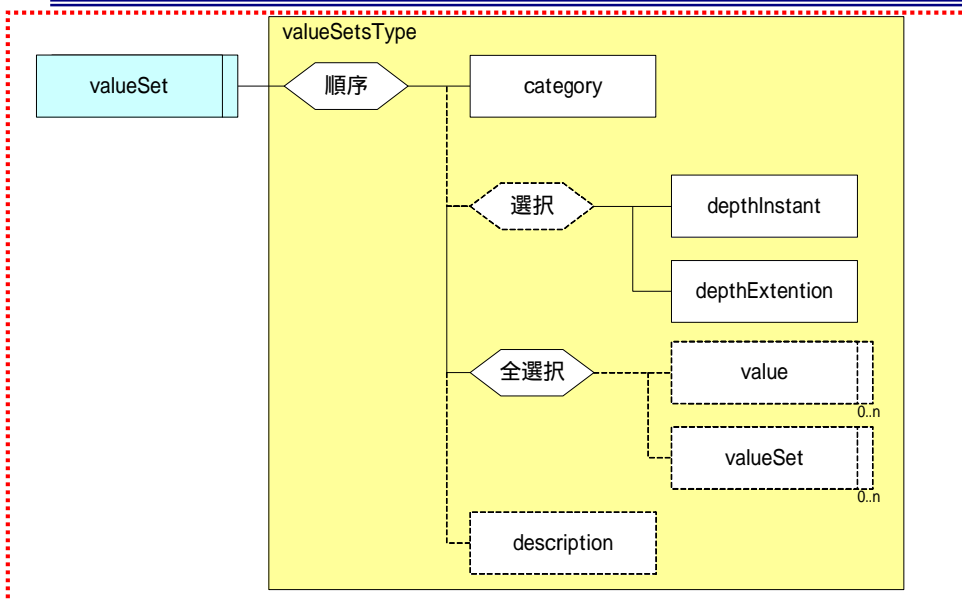 valueSetsType
valueSet
順序
category
選択
depthInstant
depthExtention
全選択
value
0..n
valueSet
0..n
description